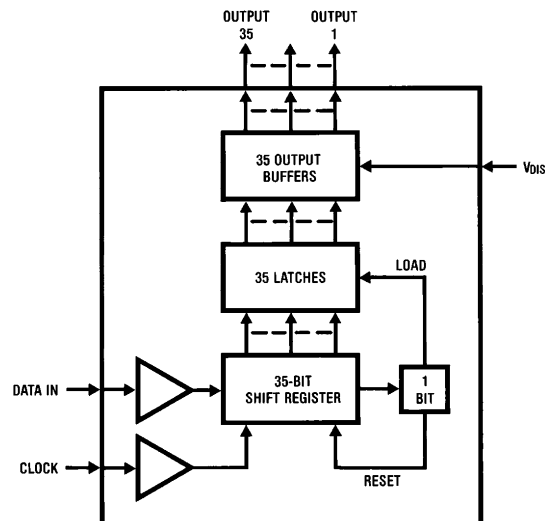 OUTPUT
35
OUTPUT
1
35 OUTPUT
BUFFERS
VDIS
35 LATCHES
LOAD
DATA IN
35-BIT
SHIFT REGISTER
1
BIT
CLOCK
RESET